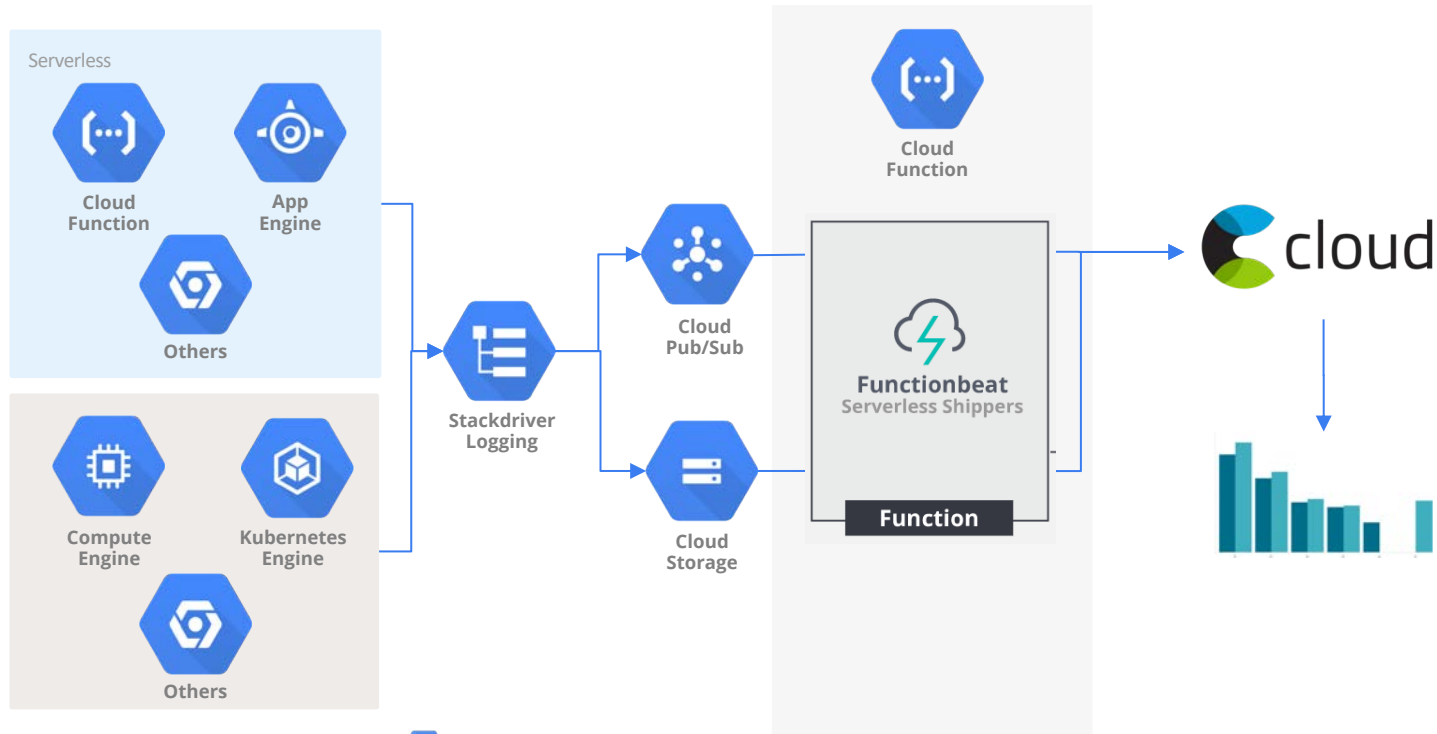 Serverless
Cloud
Function
App
Engine
Others
Compute
Engine
Kubernetes
Engine
Others
Stackdriver
Logging
Cloud
Pub/Sub
Cloud
Storage
Cloud
Function
Functionbeat
Serverless Shippers
Function
cloud